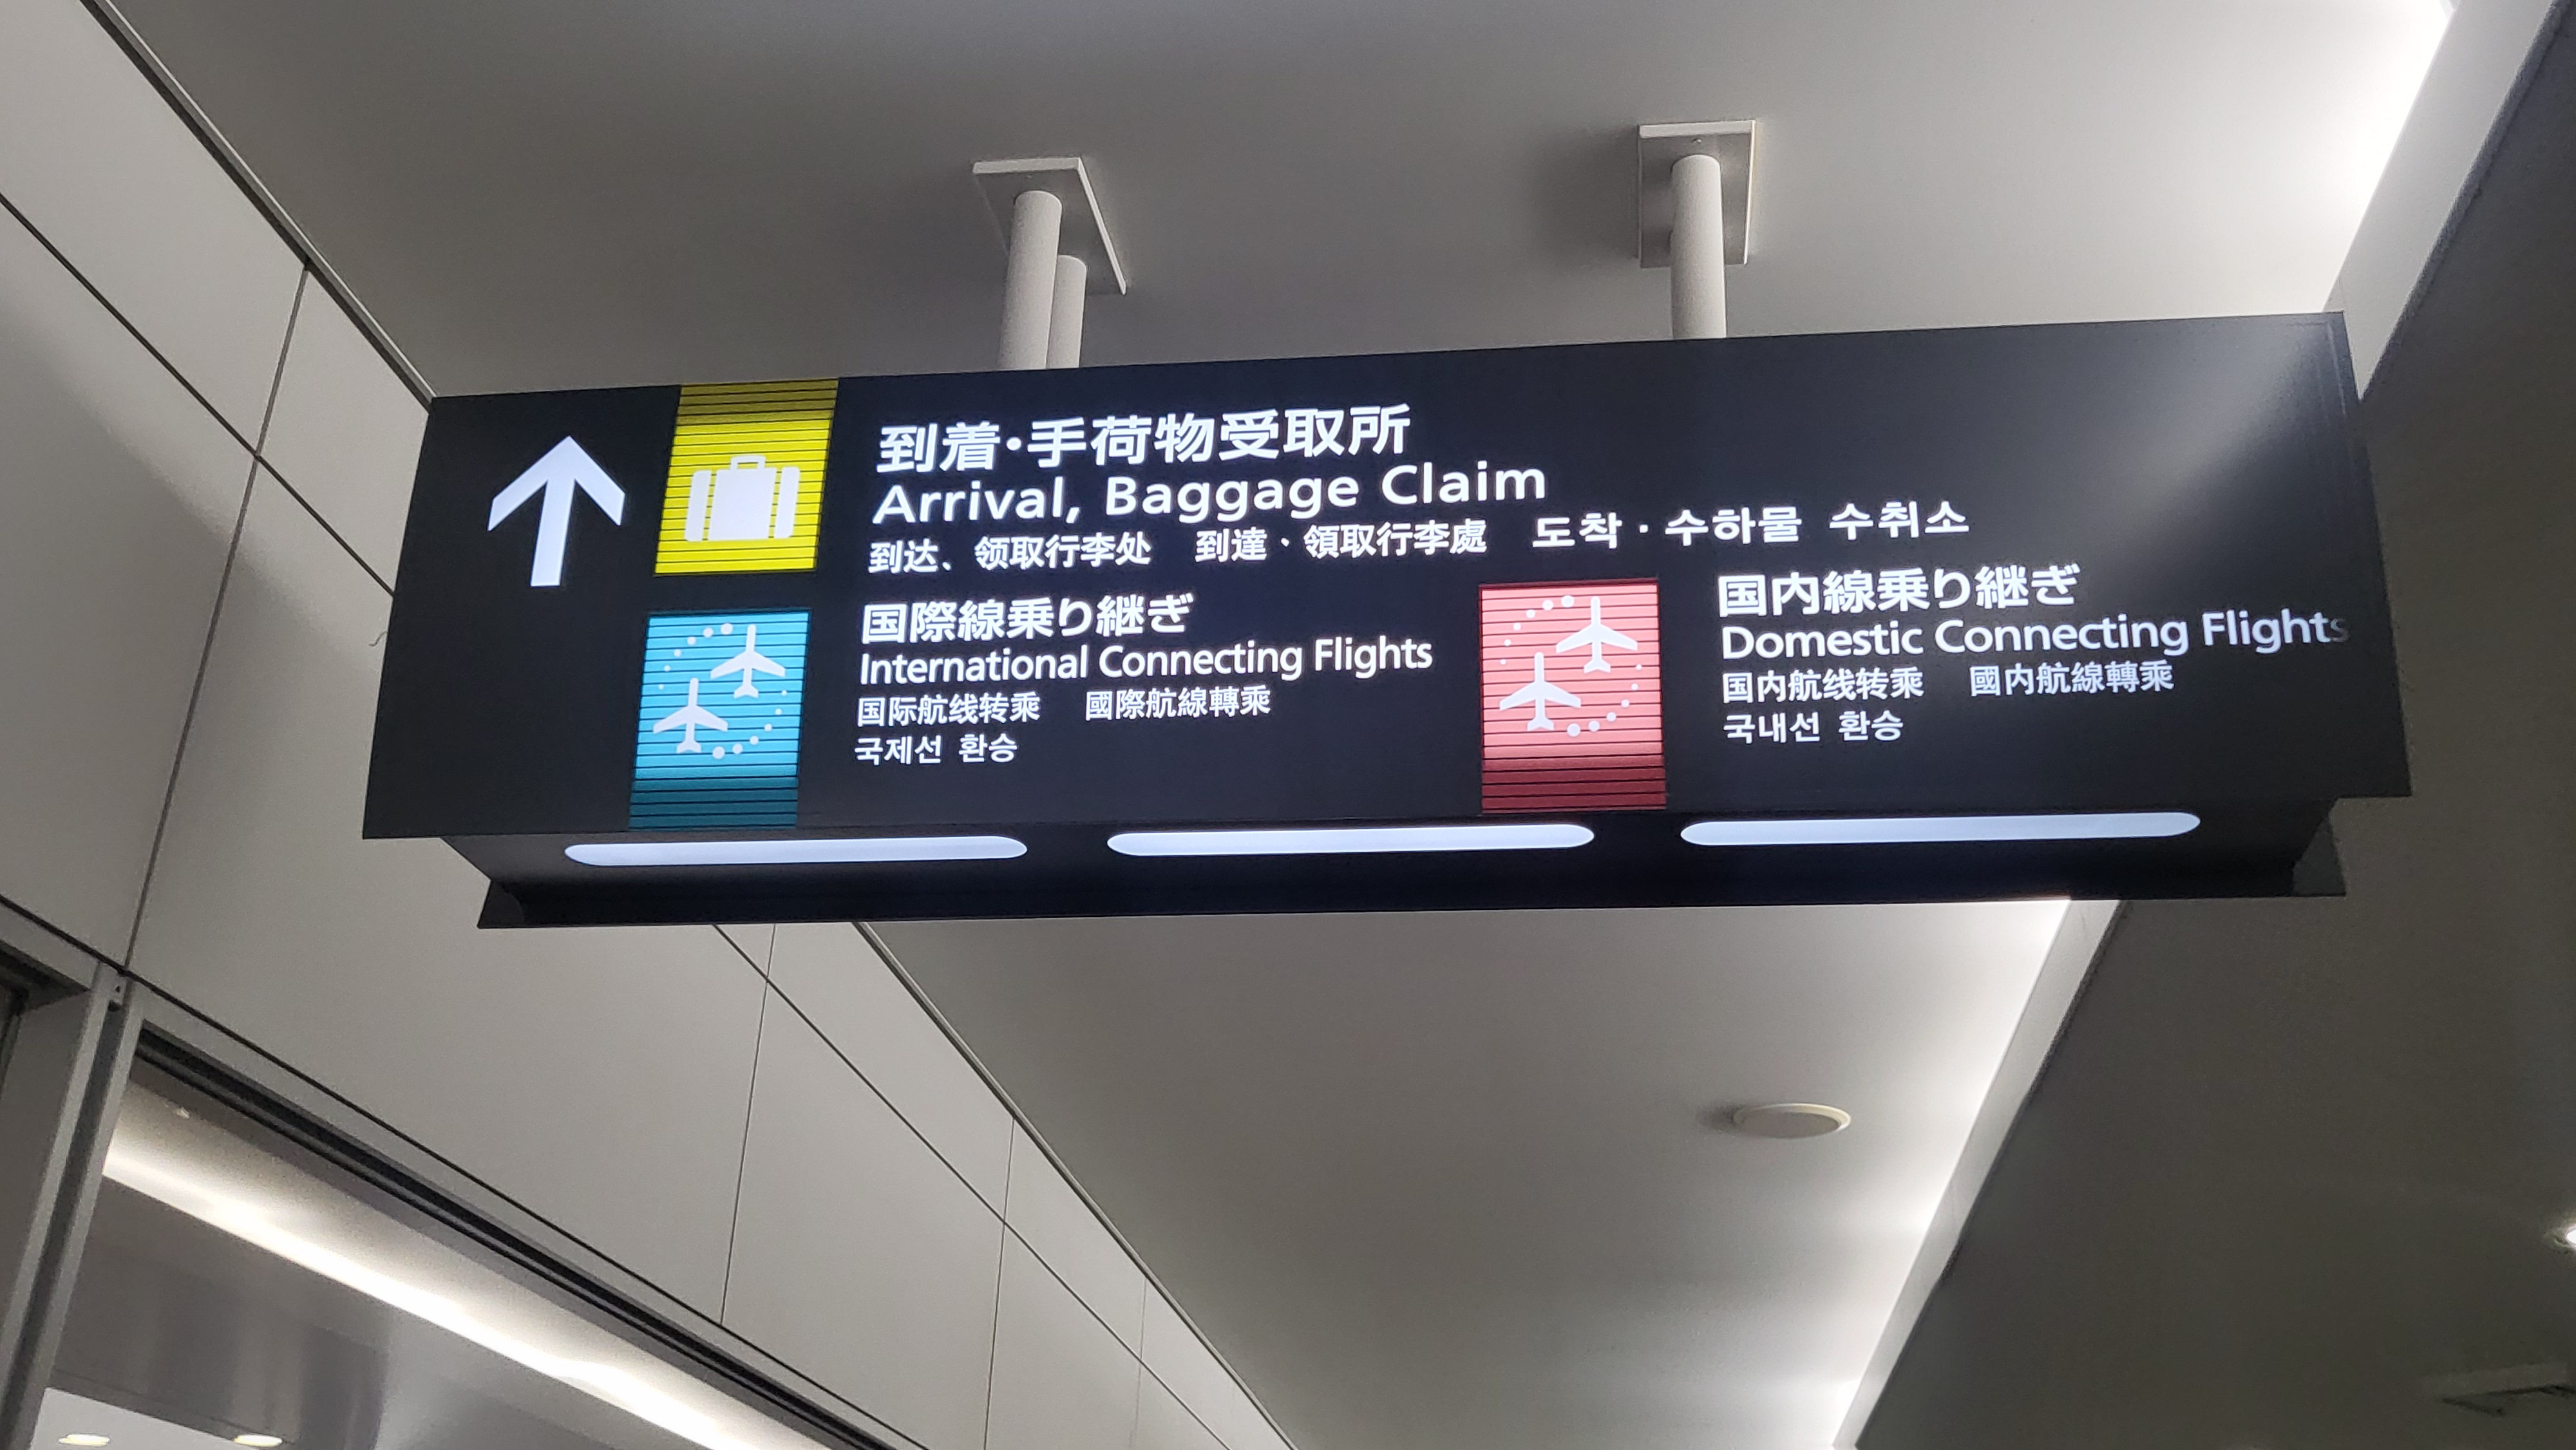 到着・手荷物受取所
Arrival, Baggage Claim
到达、领取行李处 到達、領取行李處 도착·수하물 수취소
国際線乗り継ぎ
International Connecting Flights
国际航线转乘 國際航線轉乘
국제선 환승
国内線乗り継ぎ
Domestic Connecting Flights
国内航线转乘 國内航線轉乘
국내선 환승